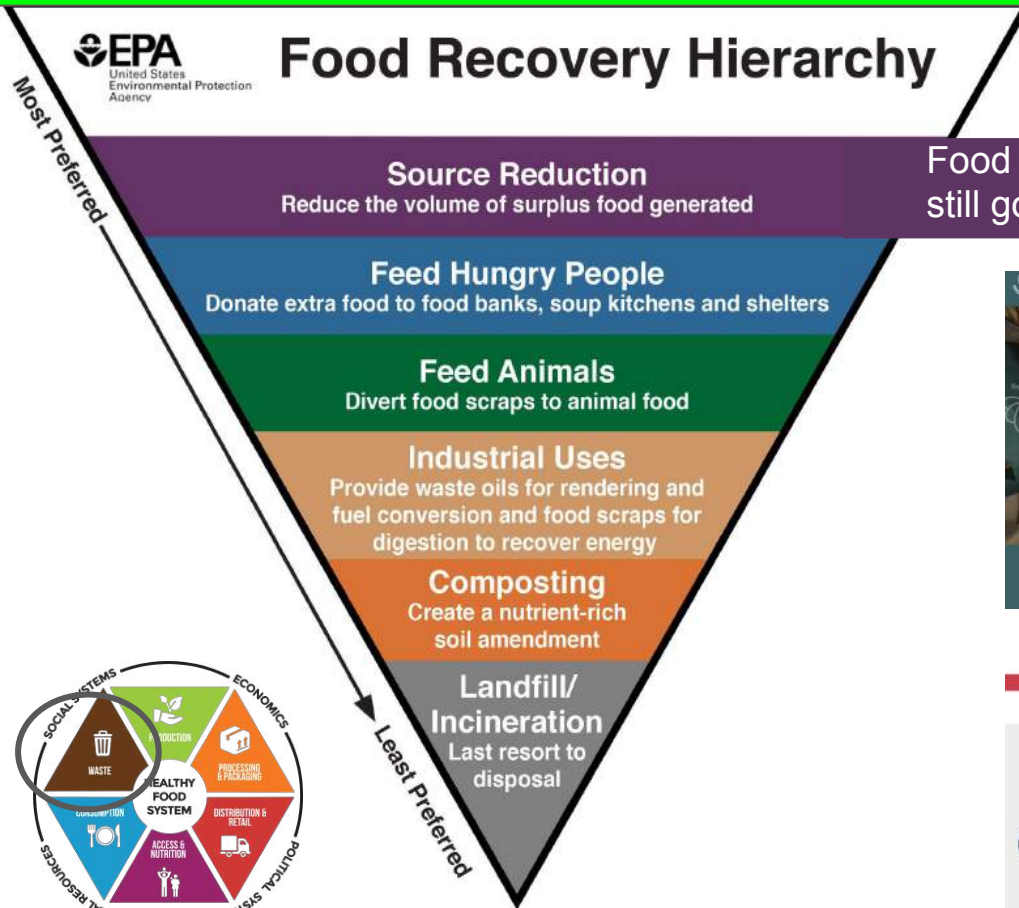 EPA
United States
Environmental Protection
Agency
Food Recovery Hierarchy
Most Preferred
Source Reduction
Reduce the volume of surplus food generated
Food
still
Feed Hungry People
Donate extra food to food banks, soup kitchens and shelters
Feed Animals
Divert food scraps to animal food
Industrial Uses
Provide waste oils for rendering and
fuel conversion and food scraps for
digestion to recover energy
Composting
Create a nutrient-rich
soil amendment
Landfill/
Incineration
Last resort to
disposal
Least Preferred
SOCIAL SYSTEMS
ECONOMICS
POLITICAL
WASTE
PRODUCTION
PROCESSING
& PACKAGING
HEALTHY
FOOD
SYSTEM
CONSUMPTION
DISTRIBUTION &
RETAIL
ACCESS &
NUTRITION